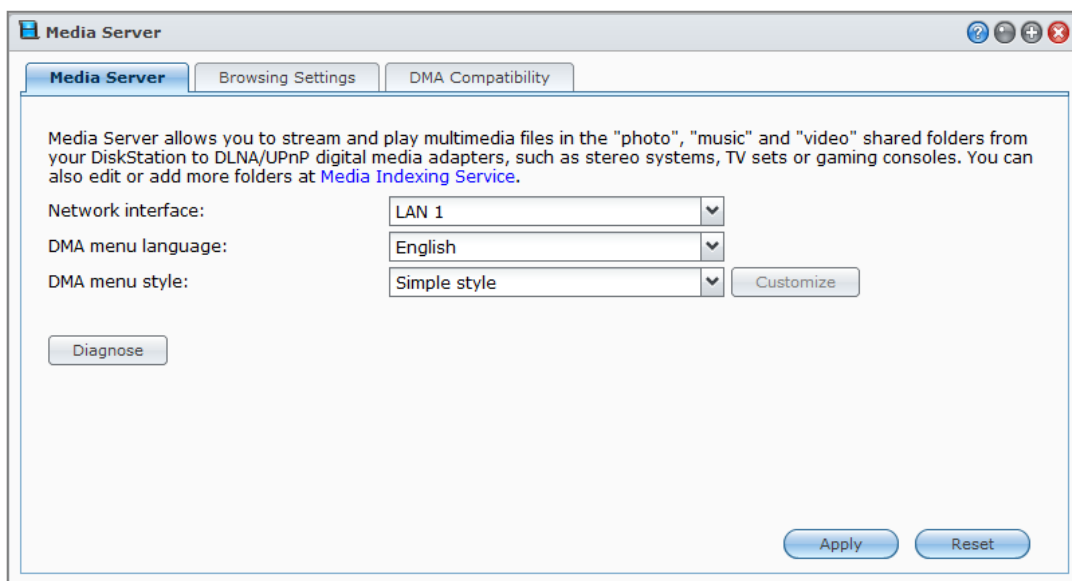 Media Server
Media Server
Browsing Settings
DMA Compatibility
Media Server allows you to stream and play multimedia files in the "photo", "music" and "video" shared folders from
your DiskStation to DLNA/UPnP digital media adapters, such as stereo systems, TV sets or gaming consoles. You can
also edit or add more folders at Media Indexing Service.
Network interface: LAN 1
DMA menu language: English
DMA menu style: Simple style Customize
Diagnose
Apply Reset